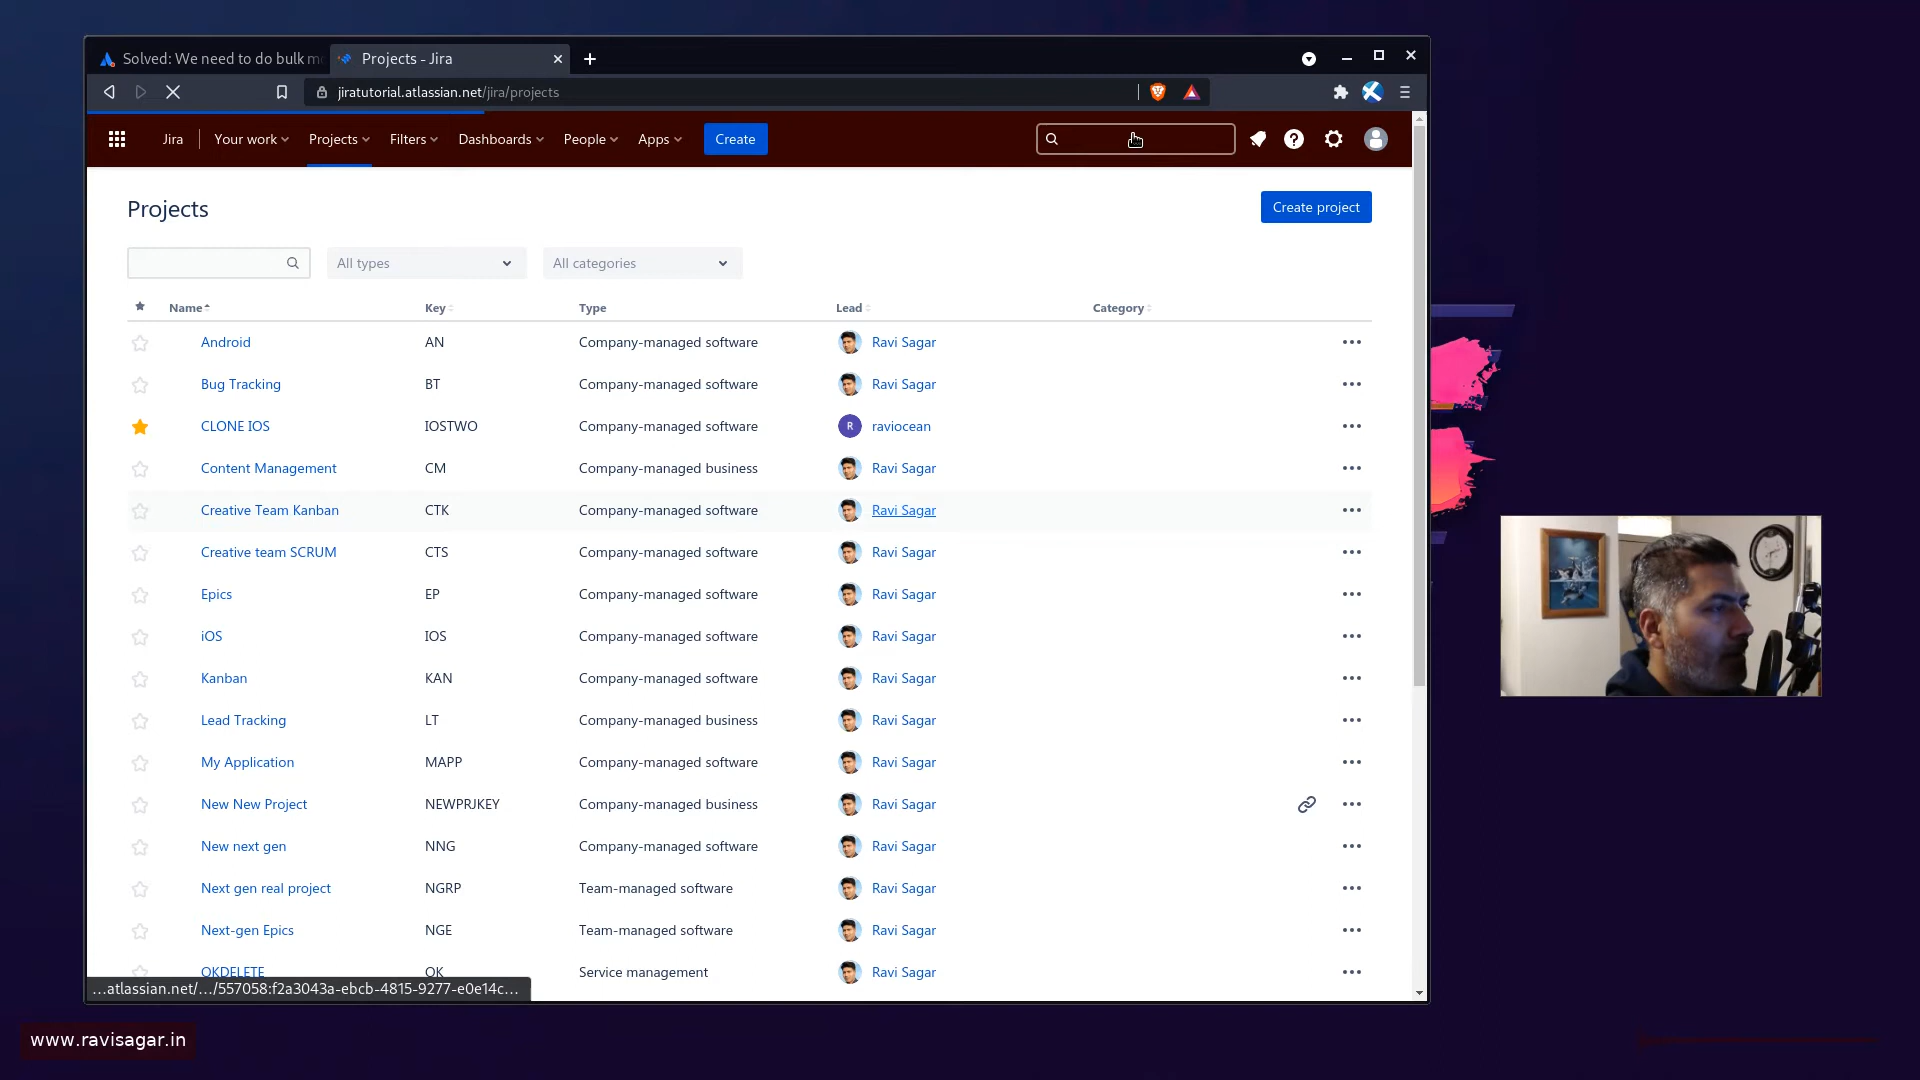 Solved: We need to do bulk m
Projects - Jira
jiratutorial.atlassian.net/jira/projects
Jira
Your work
Projects
Filters
Dashboards
People
Apps
Create
Projects
Create project
All types
All categories
Name Key Type Lead Category
Android AN Company-managed software Ravi Sagar
Bug Tracking BT Company-managed software Ravi Sagar
CLONE IOS IOSTWO Company-managed software R raviocean
Content Management CM Company-managed business Ravi Sagar
Creative Team Kanban CTK Company-managed software Ravi Sagar
Creative team SCRUM CTS Company-managed software Ravi Sagar
Epics EP Company-managed software Ravi Sagar
iOS IOS Company-managed software Ravi Sagar
Kanban KAN Company-managed software Ravi Sagar
Lead Tracking LT Company-managed business Ravi Sagar
My Application MAPP Company-managed software Ravi Sagar
New New Project NEWPRJKEY Company-managed business Ravi Sagar
New next gen NNG Company-managed software Ravi Sagar
Next gen real project NGRP Team-managed software Ravi Sagar
Next-gen Epics NGE Team-managed software Ravi Sagar
OKDELETE OK Service management Ravi Sagar
...atlassian.net/.../557058:f2a3043a-ebcb-4815-9277-e0e14c...
www.ravisagar.in